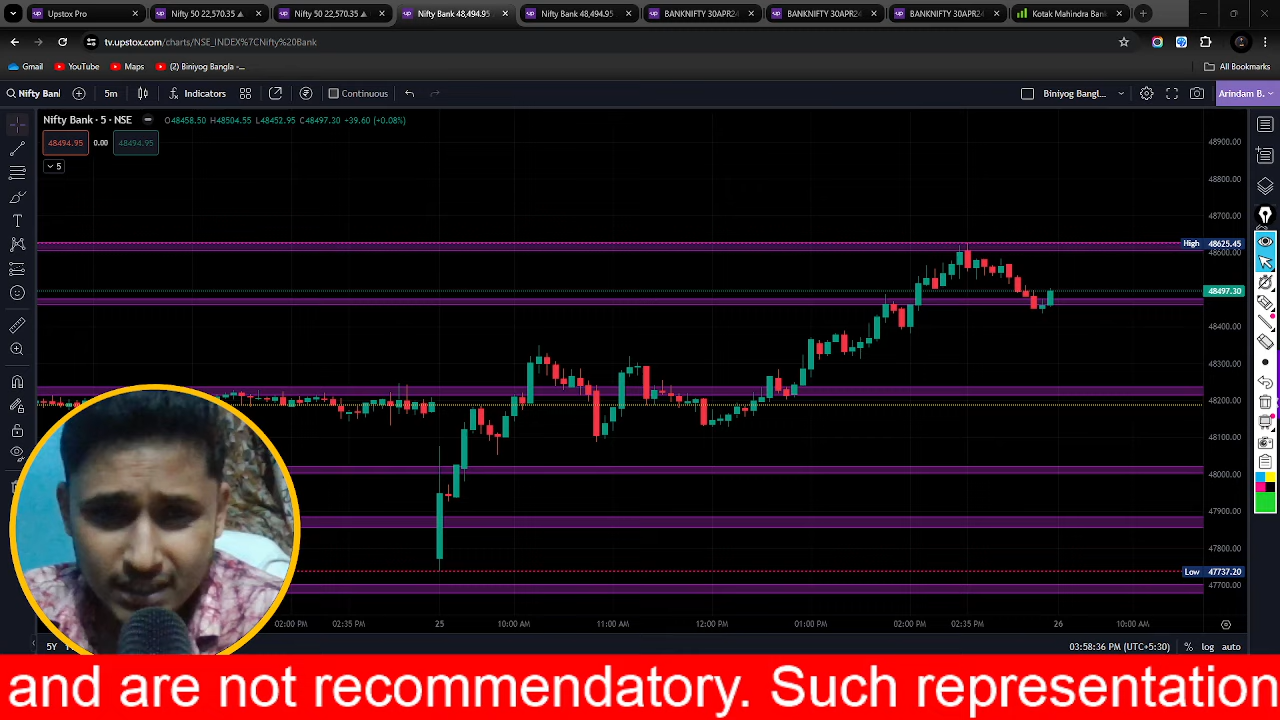 Upstox Pro
Nifty 50 22,570.35
Nifty 50 22,570.35
Nifty Bank 48,494.95
Nifty Bank 48,494.95
BANKNIFTY 30APR24
BANKNIFTY 30APR24
BANKNIFTY 30APR24
Kotak Mahindra Ban
tv.upstox.com/charts/NSE_INDEX%7CNifty%20Bank
Gmail YouTube Maps (2) Biniyog Bangla -... All Bookmarks
Nifty Ban 5m Indicators Continuous Biniyog Bangl... Arindam B.
Nifty Bank · 5 · NSE O48458.50 H48504.55 L48452.95 C48497.30 +39.60 (+0.08%)
48494.95 0.00 48494.95
5
48900.00
48800.00
48700.00
High 48625.45
48600.00
48497.30
48400.00
48300.00
48200.00
48100.00
48000.00
47900.00
47800.00
Low 47737.20
47700.00
02:00 PM 02:35 PM 25 10:00 AM 11:00 AM 12:00 PM 01:00 PM 02:00 PM 02:35 PM 26 10:00 AM
5Y 03:58:36 PM (UTC+5:30) % log auto
and are not recommendatory. Such representation